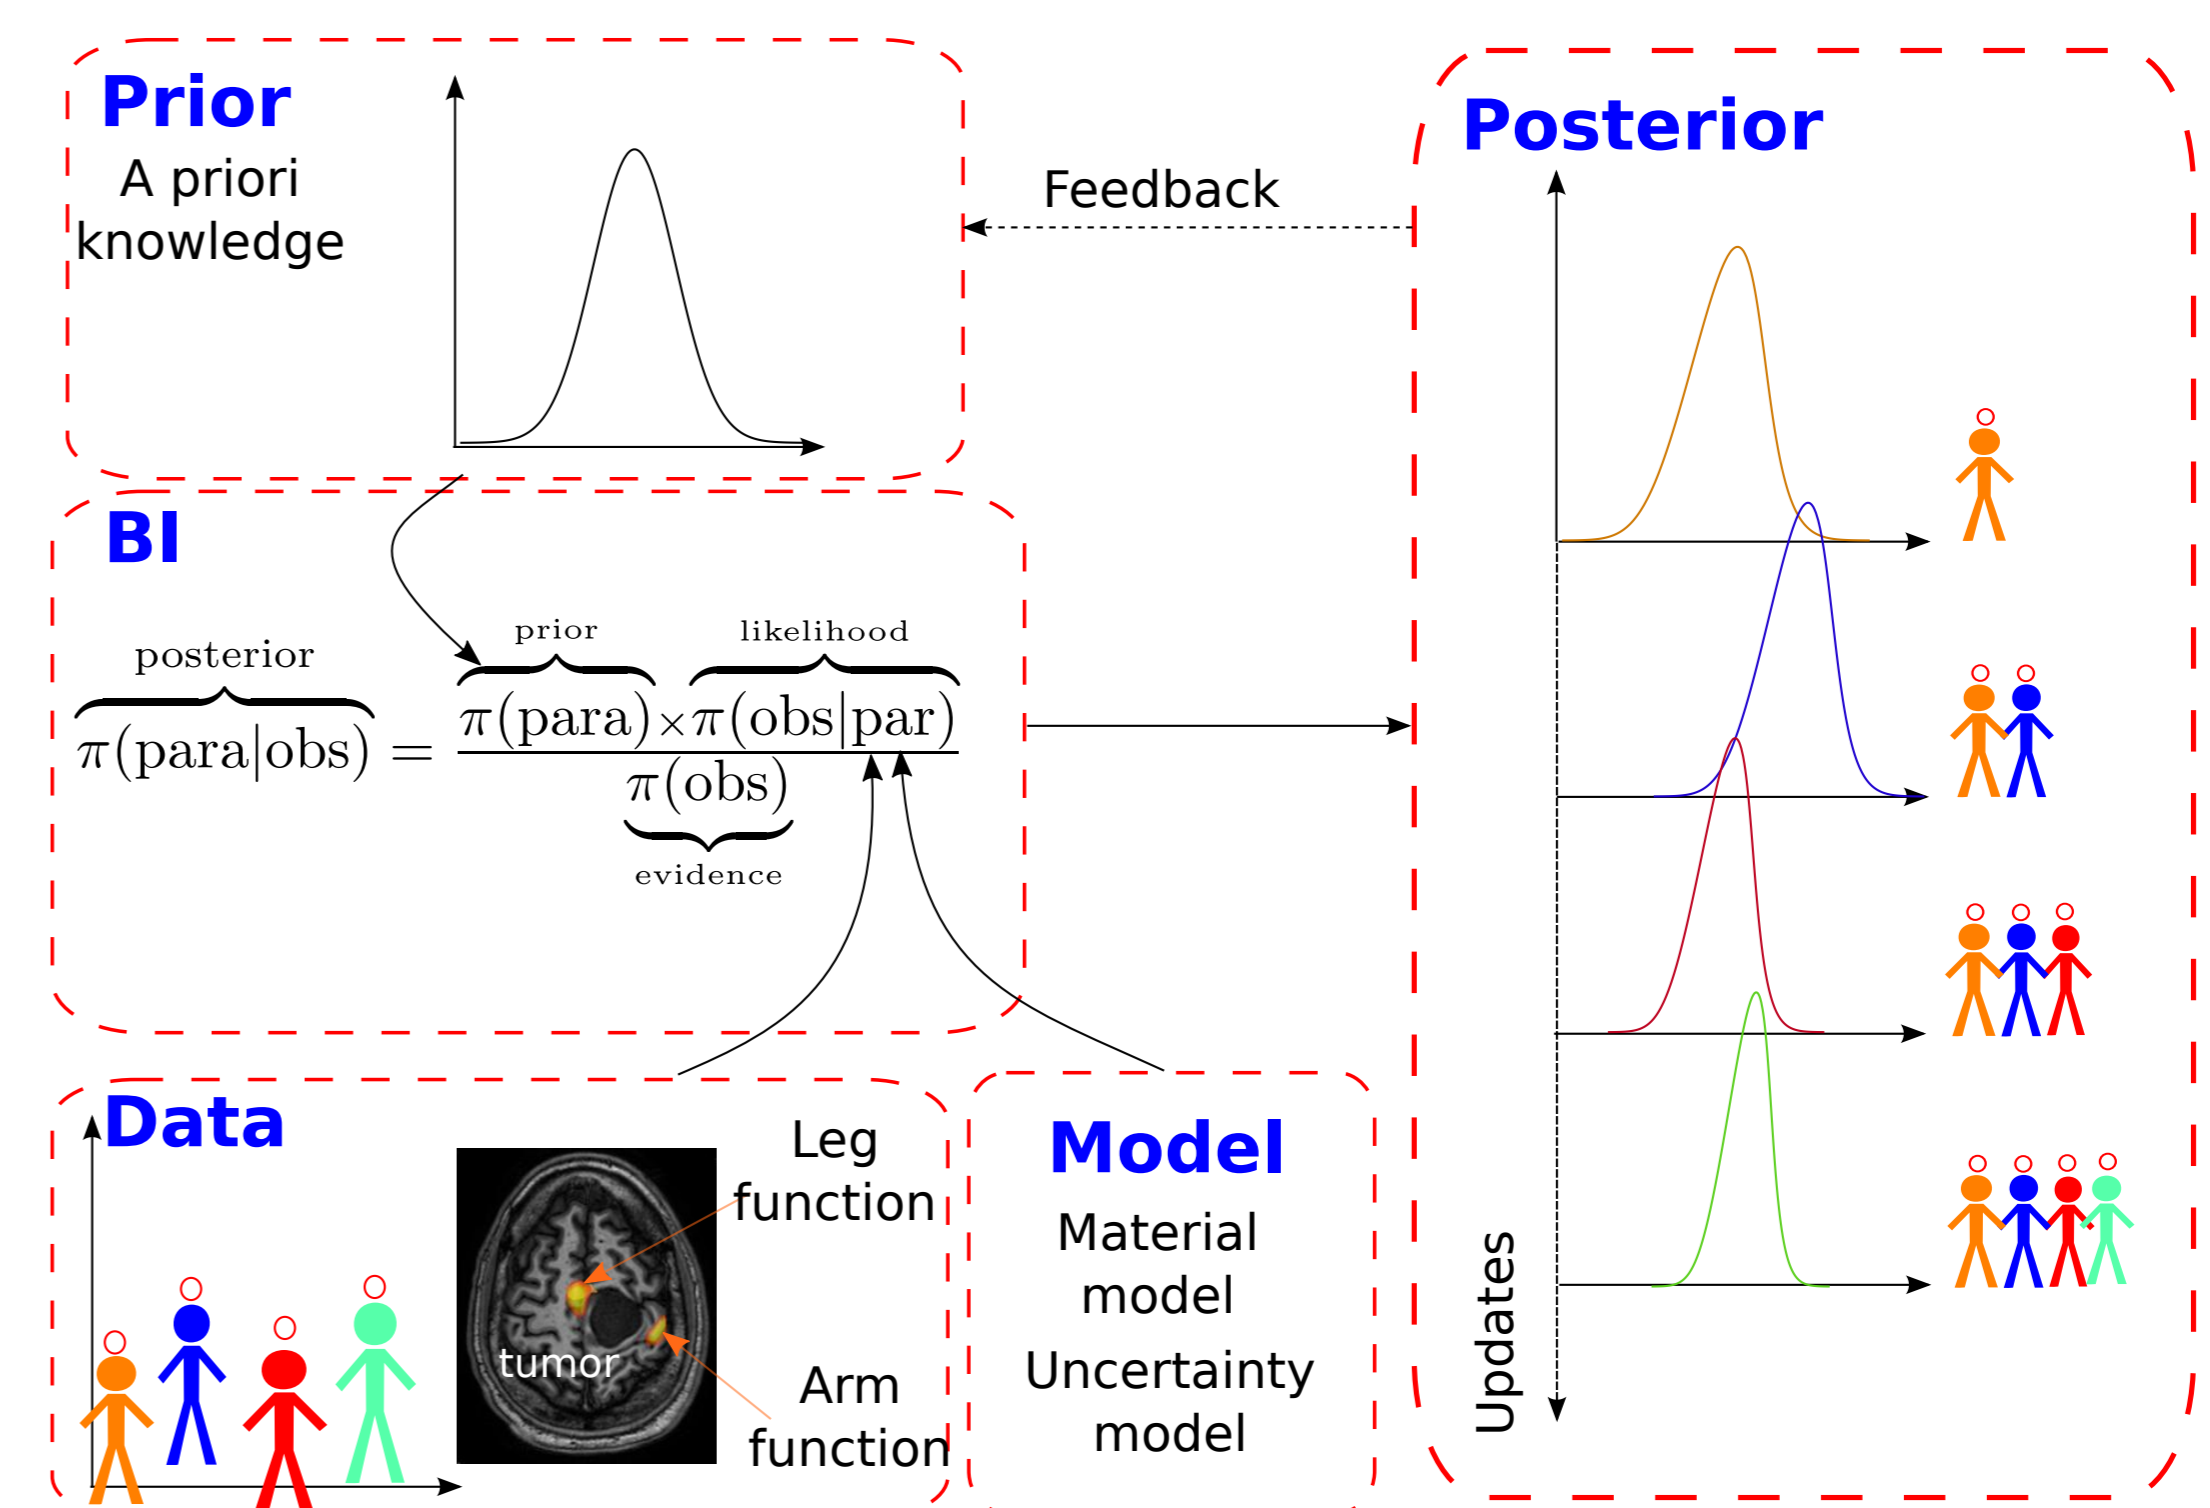 Prior
A priori
knowledge
Feedback
Posterior
BI
posterior
π(para|obs) =
prior
likelihood
π(para)×π(obs|par)
π(obs)
evidence
Data
Leg
function
tumor
Arm
function
Model
Material
model
Uncertainty
model
Updates